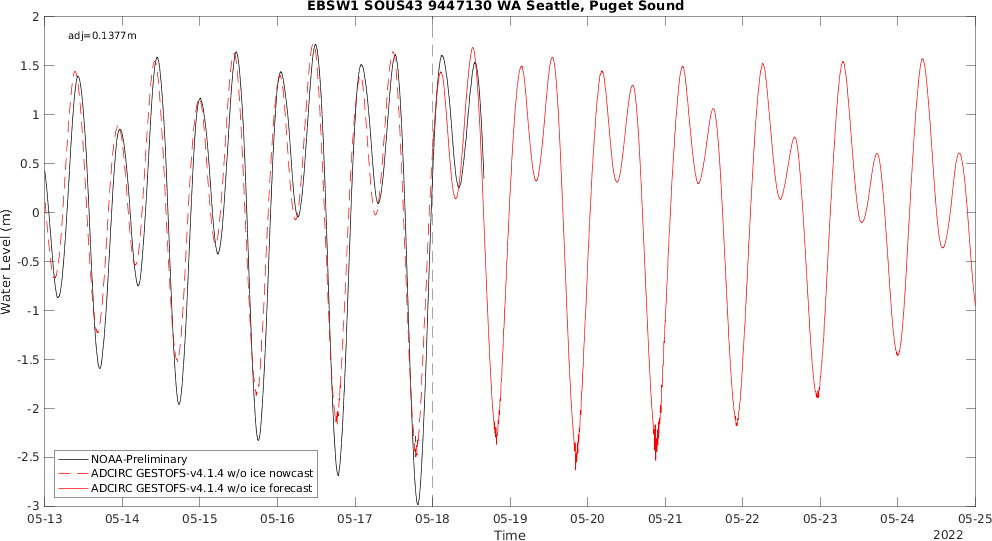 EBSW1 SOUS43 9447130 WA Seattle, Puget Sound
adj=0.1377m
2
1.5
1
0.5
0
-0.5
-1
-1.5
-2
-2.5
-3
Water Level (m)
NOAA-Preliminary
ADCIRC GESTOFS-v4.1.4 w/o ice nowcast
ADCIRC GESTOFS-v4.1.4 w/o ice forecast
05-13 05-14 05-15 05-16 05-17 05-18 05-19 05-20 05-21 05-22 05-23 05-24 05-25
Time
2022